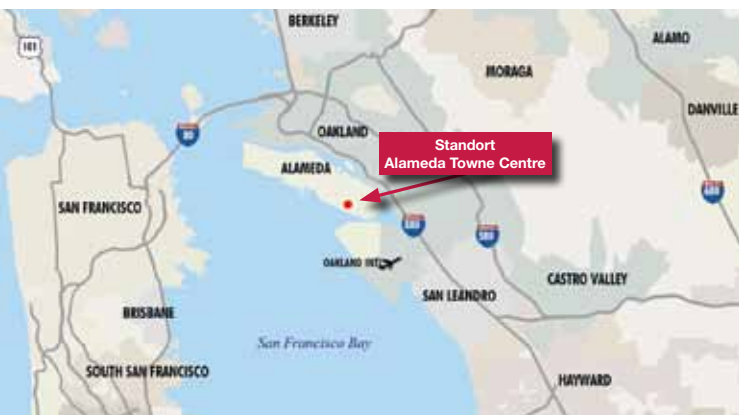 BERKELEY
ALAMO
101
MORAGA
DANVILLE
80
OAKLAND
Standort
Alameda Towne Centre
ALAMEDA
680
SAN FRANCISCO
880
580
OAKLAND INT'L
CASTRO VALLEY
SAN LEANDRO
BRISBANE
San Francisco Bay
SOUTH SAN FRANCISCO
HAYWARD